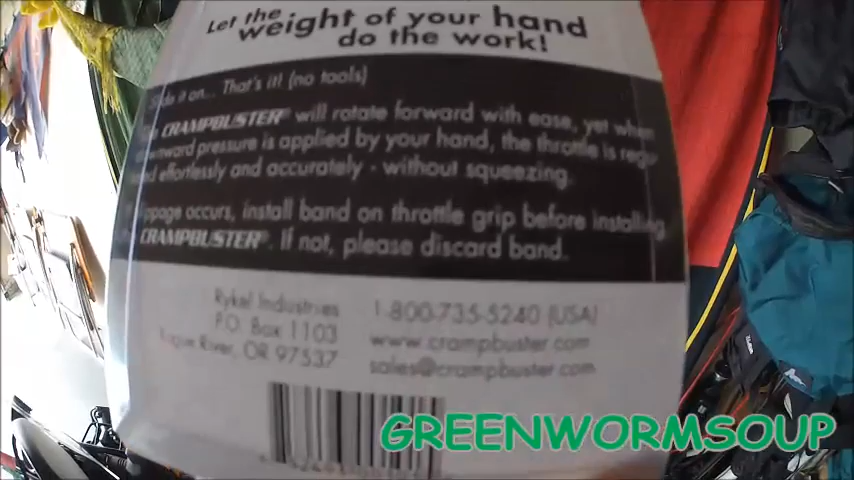 Let the Weight of your hand
do the work!
it on... That's it! (no tools)
CRAMPBUSTER® will rotate forward with ease, yet when
pressure is applied by your hand, the throttle is
effortlessly, and accurately - without squeezing.
occurs, install band on throttle grip before installing
CRAMPBUSTER®. If not, please discard band.
Rykel Industries
P.O. Box 1103
River, OR 97537
1-800-735-5240 (USA)
www.crampbuster.com
sales@crampbuster.com
GREENWORMSOUP